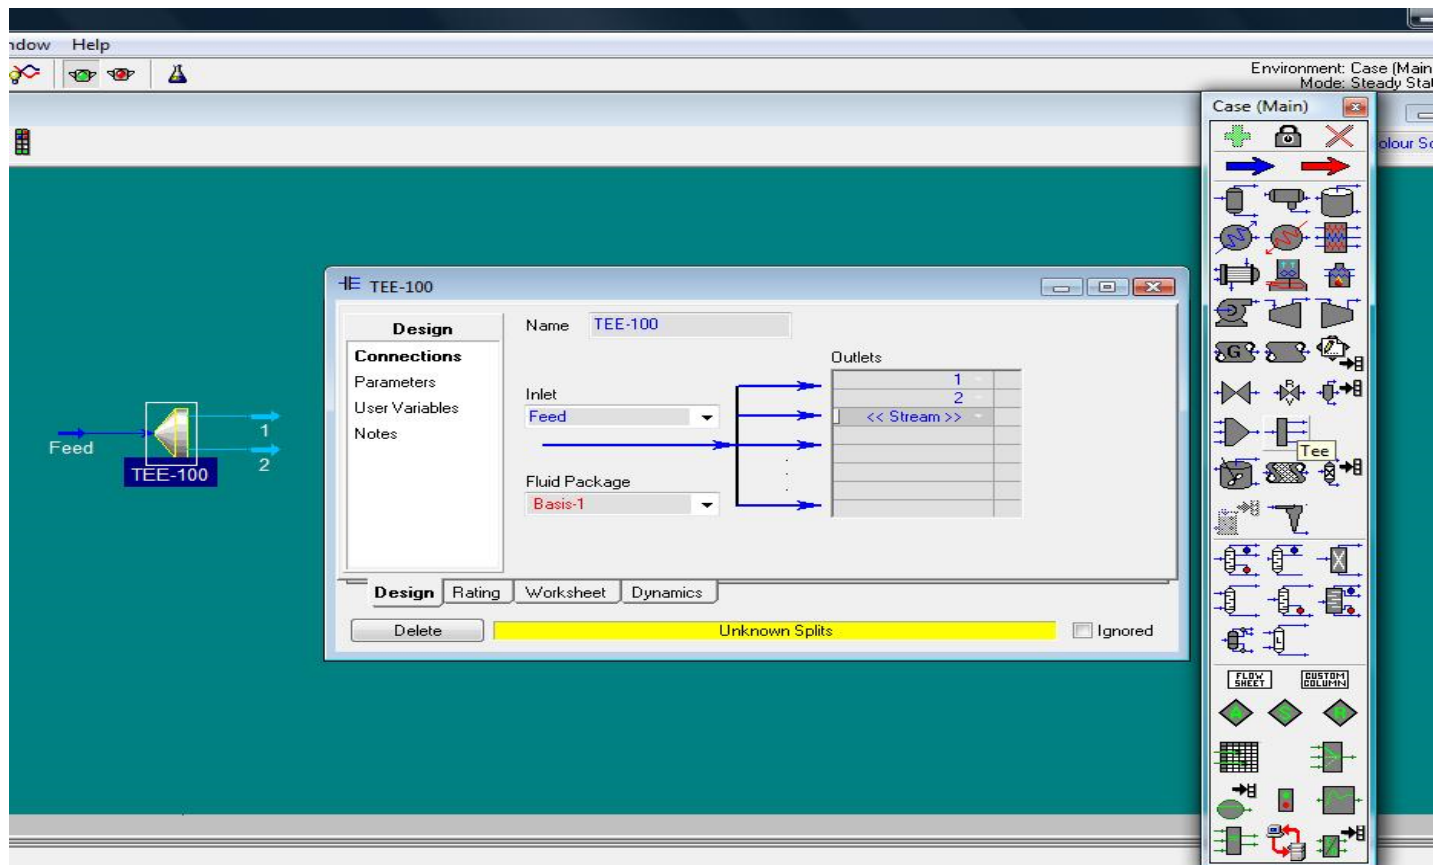 ndow Help
Environment: Case (Main
Mode: Steady Stat
Case (Main)
olour Sc
TEE-100
Design
Connections
Parameters
User Variables
Notes
Name TEE-100
Outlets
1
2
<< Stream >>
Inlet
Feed
Fluid Package
Basis-1
Design Rating Worksheet Dynamics
Delete Unknown Splits Ignored
Feed
1
2
TEE-100
Tee
G
R
L
FLOW SHEET
CUSTOM COLUMN
A S R